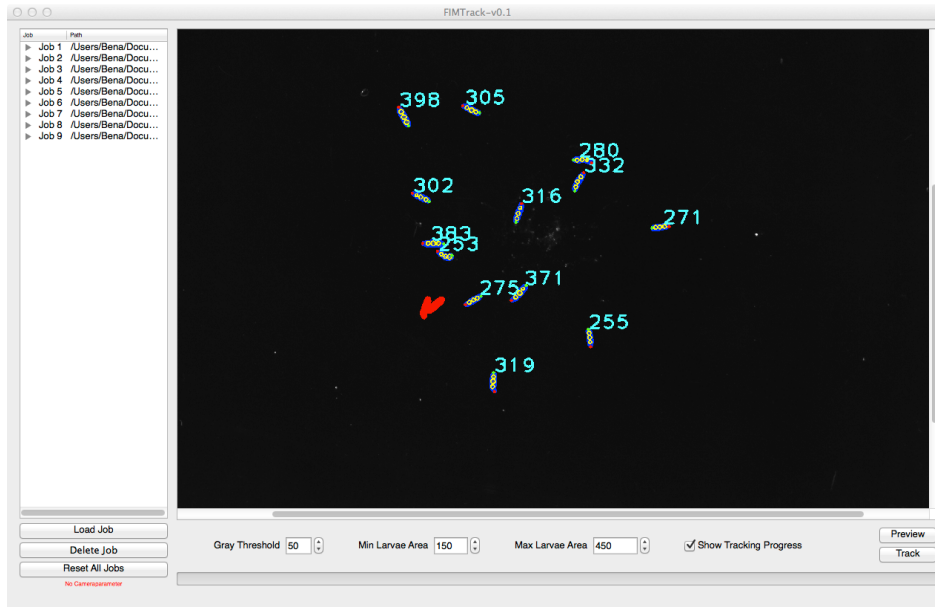 FIMTrack-v0.1
Job Path
Job 1 /Users/Bena/Docu...
Job 2 /Users/Bena/Docu...
Job 3 /Users/Bena/Docu...
Job 4 /Users/Bena/Docu...
Job 5 /Users/Bena/Docu...
Job 6 /Users/Bena/Docu...
Job 7 /Users/Bena/Docu...
Job 8 /Users/Bena/Docu...
Job 9 /Users/Bena/Docu...
398 305
280
332
302
316
271
383
253
275 371
255
319
Load Job
Delete Job
Reset All Jobs
No Cameraparameter
Gray Threshold 50 Min Larvae Area 150 Max Larvae Area 450 Show Tracking Progress
Preview
Track